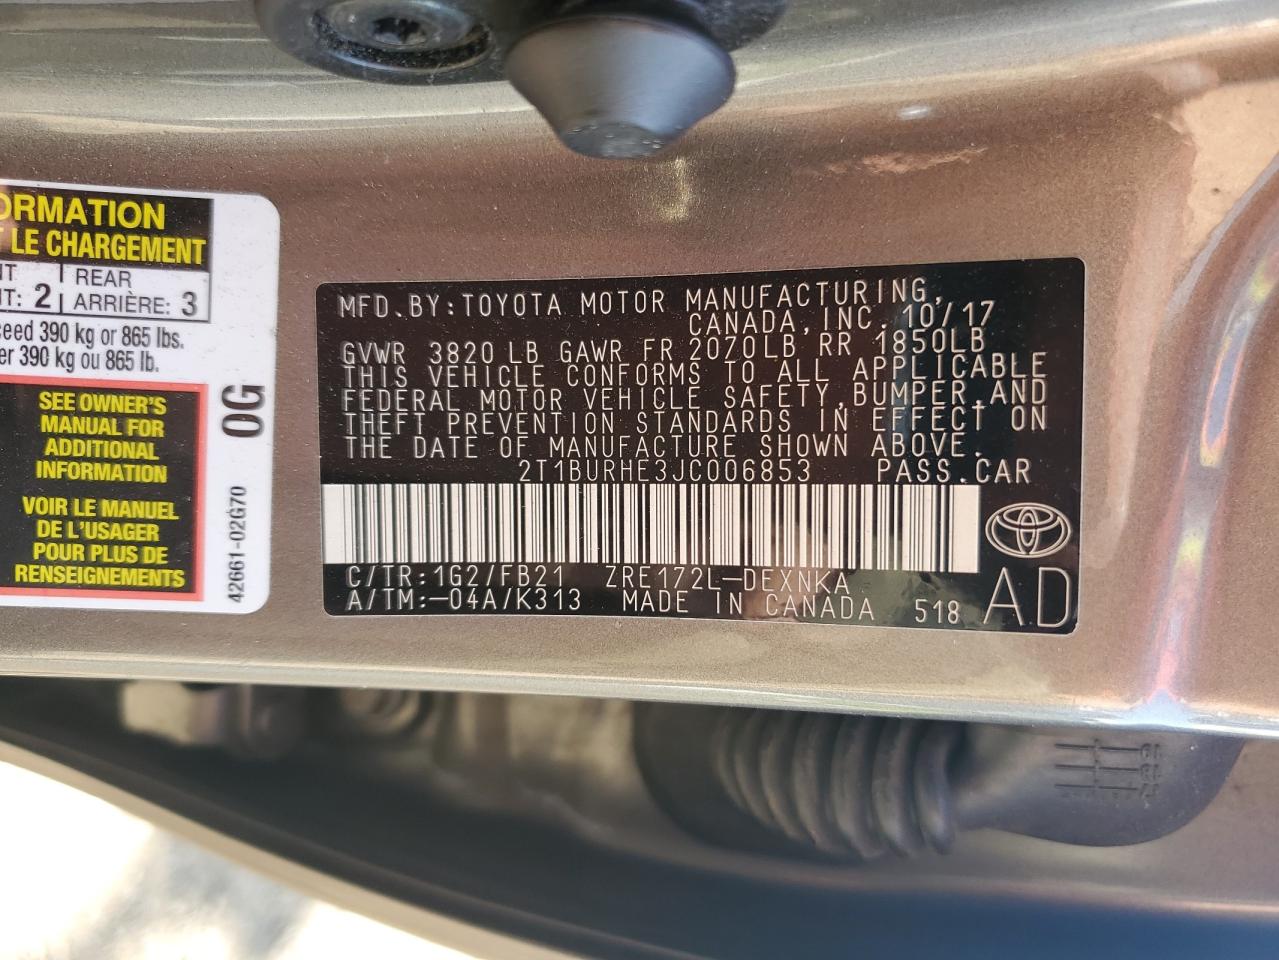 ORMATION
T LE CHARGEMENT
NT 2 REAR
T: ARRIÈRE: 3
ceed 390 kg or 865 lbs.
er 390 kg ou 865 lb.
SEE OWNER'S
MANUAL FOR
ADDITIONAL
INFORMATION
VOIR LE MANUEL
DE L'USAGER
POUR PLUS DE
RENSEIGNEMENTS
0G
42661-02G70
MFD.BY:TOYOTA MOTOR MANUFACTURING,
CANADA,INC. 10/17
GVWR 3820LB GAWR FR 2070LB RR 1850LB
THIS VEHICLE CONFORMS TO ALL APPLICABLE
FEDERAL MOTOR VEHICLE SAFETY,BUMPER,AND
THEFT PREVENTION STANDARDS IN EFFECT ON
THE DATE OF MANUFACTURE SHOWN ABOVE.
2T1BURHE3JC006853 PASS.CAR
C/TR:1G2/FB21 ZRE172L-DEXNKA
A/TM:-04A/K313 MADE IN CANADA 518 AD